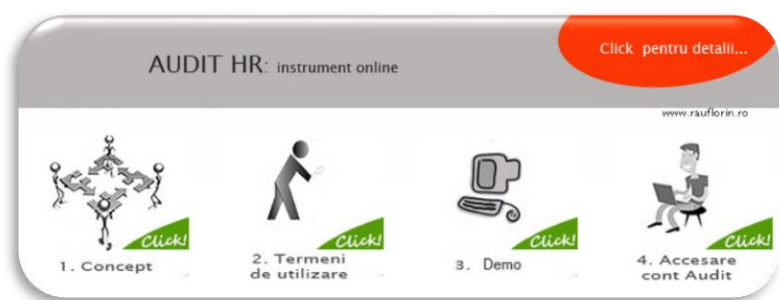 AUDIT HR: instrument online
Click pentru detalii...
www.rauflorin.ro
Click!
1. Concept
Click!
2. Termeni
de utilizare
Click!
3. Demo
Click!
4. Accesare
cont Audit